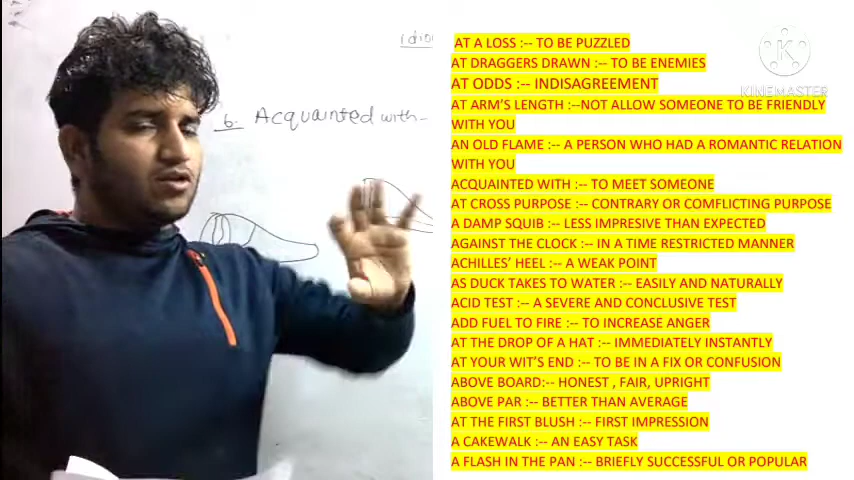 Idio
6. Acquainted with -
K
KINEMASTER
AT A LOSS :-- TO BE PUZZLED
AT DRAGGERS DRAWN :-- TO BE ENEMIES
AT ODDS :-- INDISAGREEMENT
AT ARM'S LENGTH :--NOT ALLOW SOMEONE TO BE FRIENDLY
WITH YOU
AN OLD FLAME :-- A PERSON WHO HAD A ROMANTIC RELATION
WITH YOU
ACQUAINTED WITH :-- TO MEET SOMEONE
AT CROSS PURPOSE :-- CONTRARY OR COMFLICTING PURPOSE
A DAMP SQUIB :-- LESS IMPRESIVE THAN EXPECTED
AGAINST THE CLOCK :-- IN A TIME RESTRICTED MANNER
ACHILLES' HEEL :-- A WEAK POINT
AS DUCK TAKES TO WATER :-- EASILY AND NATURALLY
ACID TEST :-- A SEVERE AND CONCLUSIVE TEST
ADD FUEL TO FIRE :-- TO INCREASE ANGER
AT THE DROP OF A HAT :-- IMMEDIATELY INSTANTLY
AT YOUR WIT'S END :-- TO BE IN A FIX OR CONFUSION
ABOVE BOARD:-- HONEST , FAIR, UPRIGHT
ABOVE PAR :-- BETTER THAN AVERAGE
AT THE FIRST BLUSH :-- FIRST IMPRESSION
A CAKEWALK :-- AN EASY TASK
A FLASH IN THE PAN :-- BRIEFLY SUCCESSFUL OR POPULAR